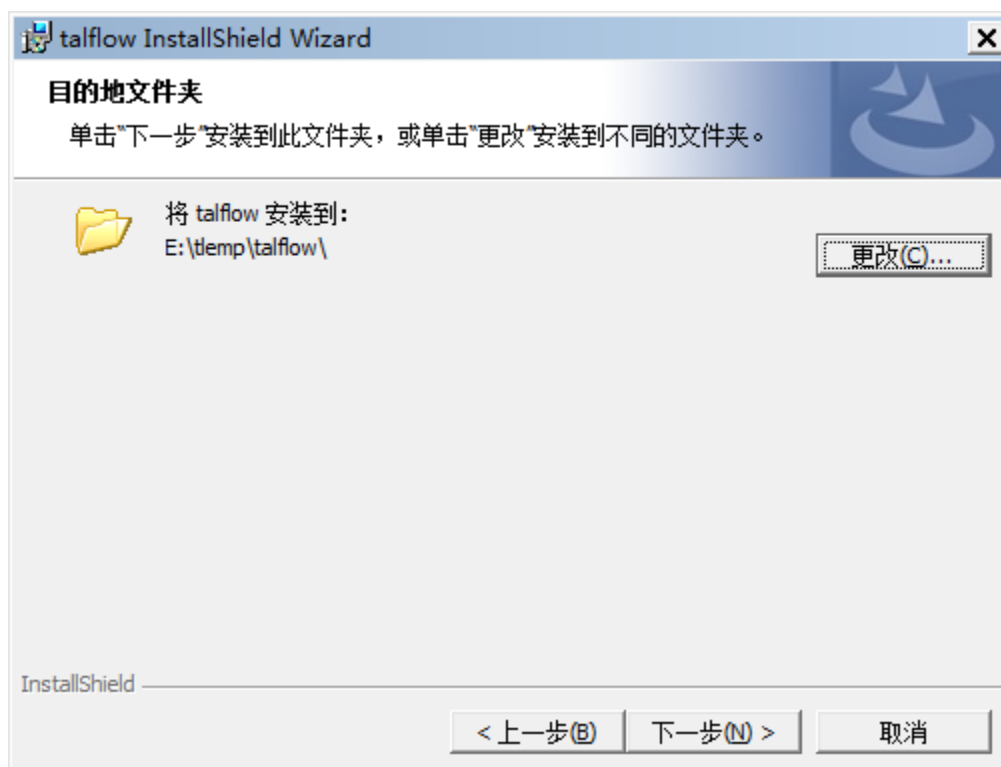 talflow InstallShield Wizard
目的地文件夹
单击“下一步”安装到此文件夹，或单击“更改”安装到不同的文件夹。
将 talflow 安装到：
E:\tlemp\talflow\
更改(C)...
InstallShield
< 上一步(B)
下一步(N) >
取消